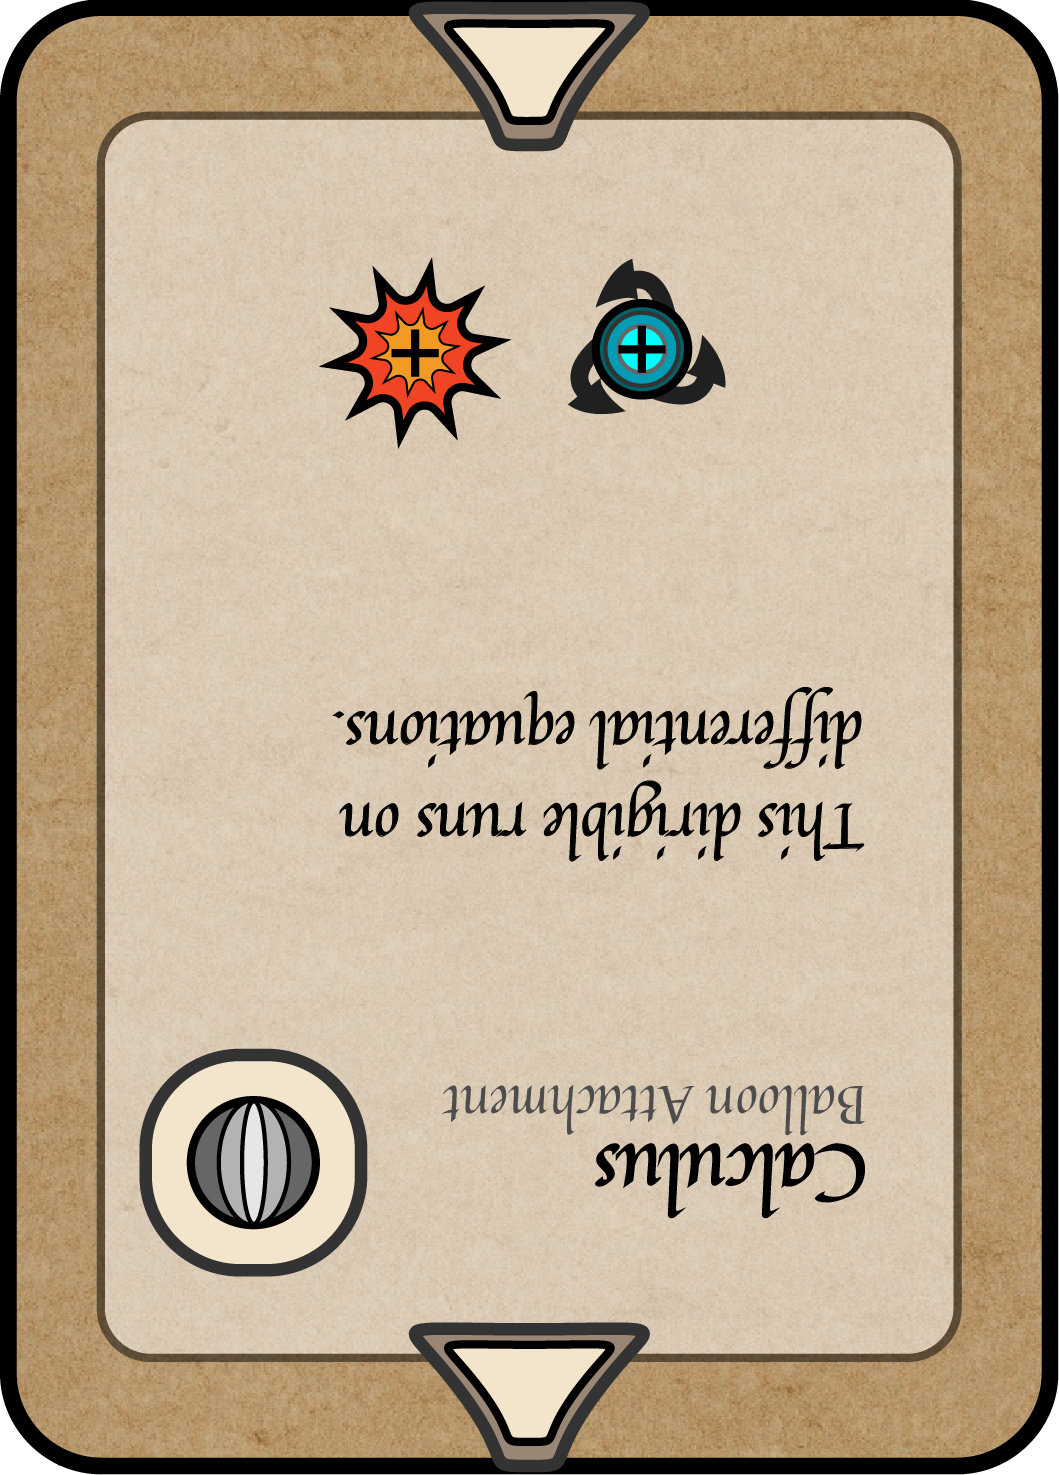 Calculus
Balloon Attachment
This dirigible runs on
differential equations.